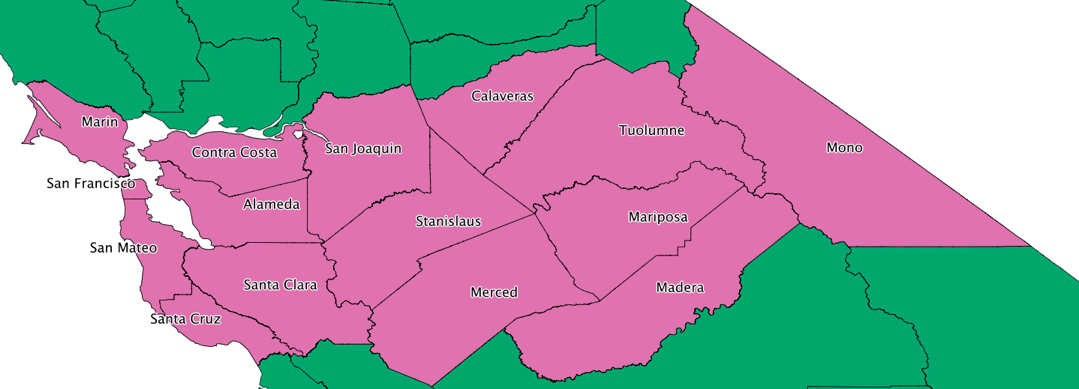 Calaveras
Marin
Tuolumne
Mono
San Joaquin
Contra Costa
San Francisco
Alameda
Mariposa
Stanislaus
San Mateo
Santa Clara
Madera
Merced
Santa Cruz